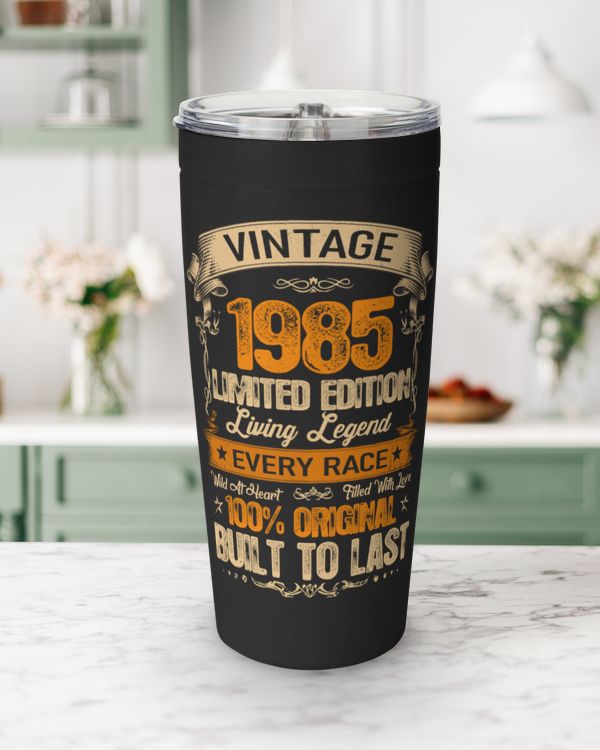 VINTAGE
1985
LIMITED EDITION
Living Legend
EVERY RACE
Wild At Heart Filled With Love
100% ORIGINAL
BUILT TO LAST